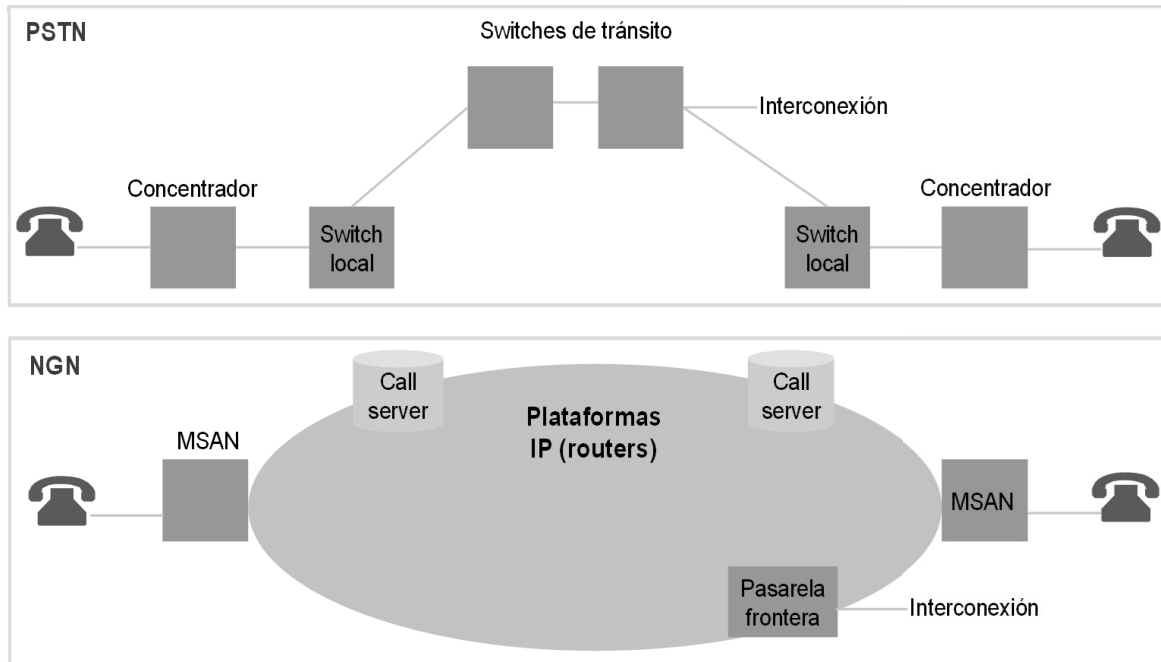 PSTN
Switches de tránsito
Interconexión
Concentrador
Concentrador
Switch
local
Switch
local
NGN
Call
server
Call
server
Plataformas
IP (routers)
MSAN
MSAN
Pasarela
frontera
Interconexión